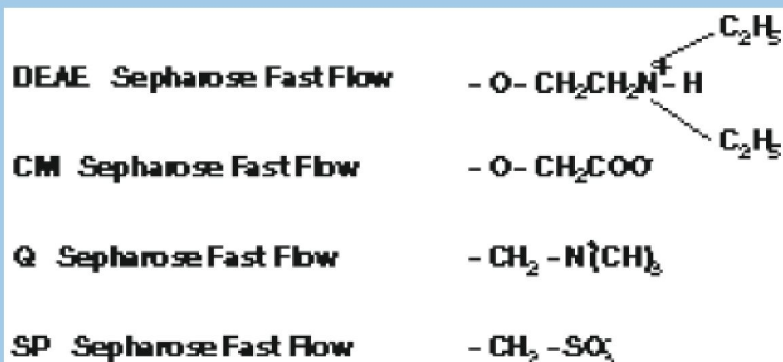 C₂H₅
DEAE Sepharose Fast Flow - O- CH₂CH₂N⁺- H
C₂H₅
CM Sepharose Fast Flow - O- CH₂COO⁻
Q Sepharose Fast Flow - CH₂ -N⁺(CH)₃
SP Sepharose Fast Flow - CH₂ -SO₃⁻